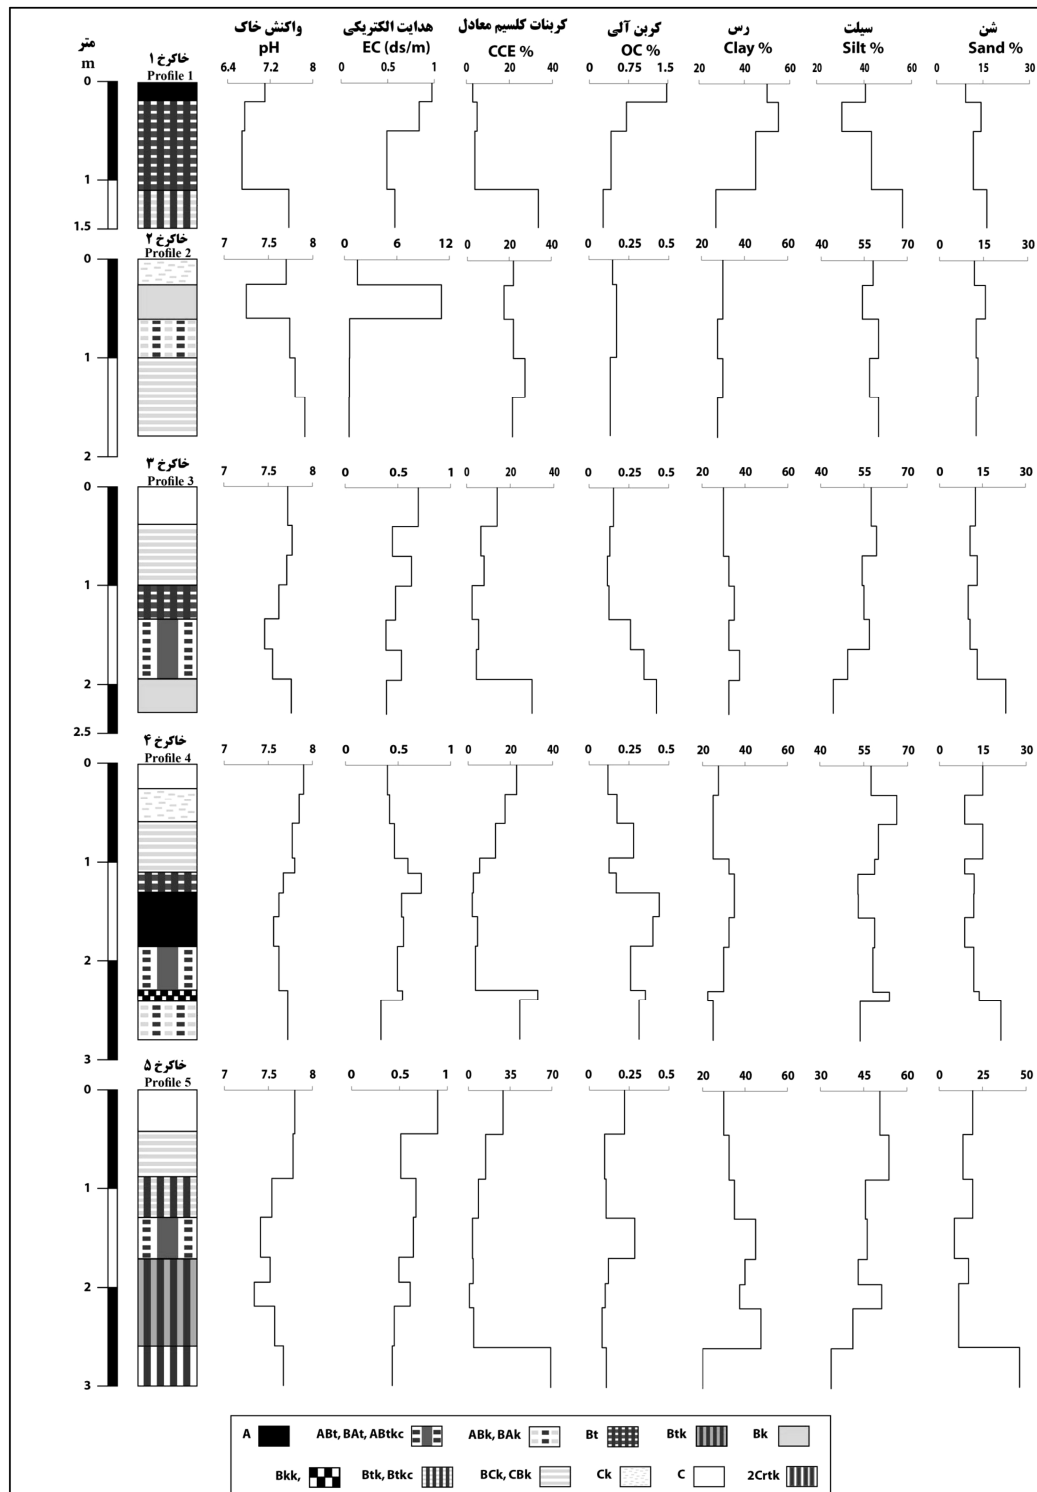 متر
m
واکنش خاک
pH
هدایت الکتریکی
EC (ds/m)
کربنات کلسیم معادل
CCE %
کربن آلی
OC %
رس
Clay %
سیلت
Silt %
شن
Sand %
خاکرخ ۱
Profile 1
6.4 7.2 8
0 0.5 1
0 20 40
0 0.75 1.5
0 20 40 60
20 40 60
0 10 20 30
0
1
1.5
خاکرخ ۲
Profile 2
7 7.5 8
0 6 12
0 20 40
0 0.25 0.5
20 40 60
40 55 70
0 15 30
0
1
2
خاکرخ ۳
Profile 3
7 7.5 8
0 0.5 1
0 20 40
0 0.25 0.5
20 40 60
40 55 70
0 15 30
0
1
2
2.5
خاکرخ ۴
Profile 4
7 7.5 8
0 0.5 1
0 20 40
0 0.25 0.5
20 40 60
40 55 70
0 15 30
0
1
2
3
خاکرخ ۵
Profile 5
7 7.5 8
0 0.5 1
0 35 70
0 0.25 0.5
20 40 60
30 45 60
0 25 50
0
1
2
3
A ABt, BAt, ABtkc ABk, BAk Bt Btk Bk
Bkk, Btk, Btkc BCk, CBk Ck C 2Crtk